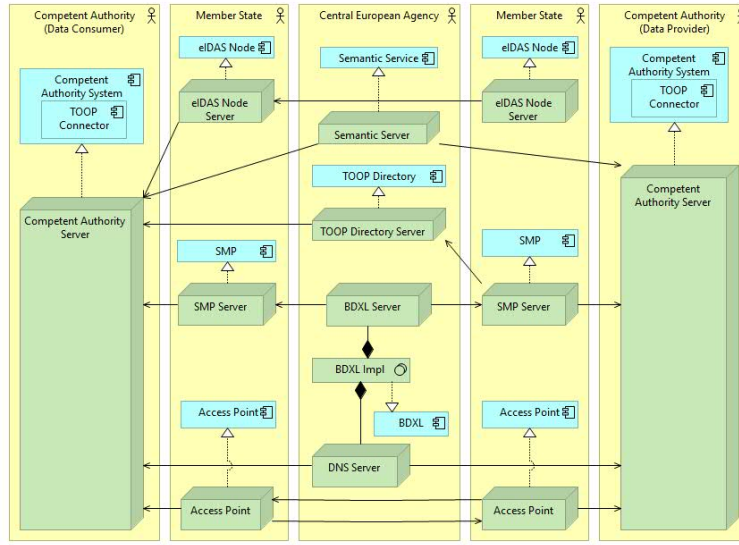 Competent Authority
(Data Consumer)
Member State
Central European Agency
Member State
Competent Authority
(Data Provider)
eIDAS Node
Semantic Service
eIDAS Node
Competent
Authority System
TOOP
Connector
Competent
Authority System
TOOP
Connector
eIDAS Node
Server
eIDAS Node
Server
Semantic Server
TOOP Directory
Competent Authority
Server
Competent
Authority Server
TOOP Directory Server
SMP
SMP
SMP Server
BDXL Server
SMP Server
BDXL Impl
Access Point
BDXL
Access Point
DNS Server
Access Point
Access Point